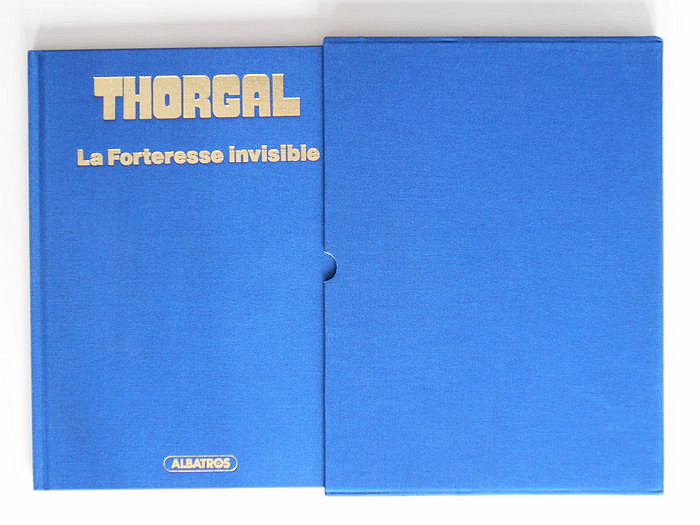 THORGAL
La Forteresse invisible
ALBATROS